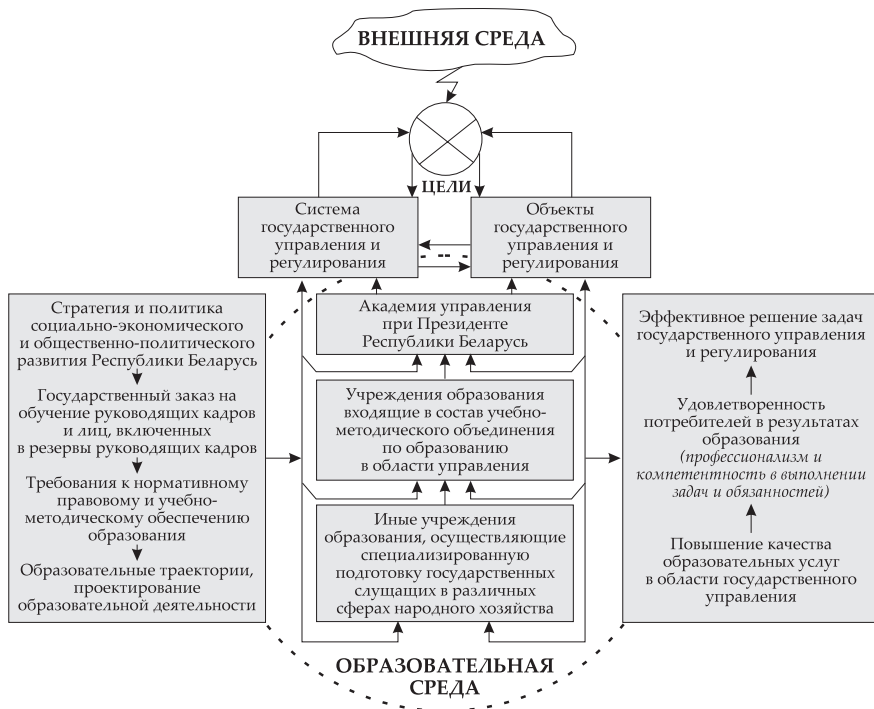 ВНЕШНЯЯ СРЕДА
ЦЕЛИ
Система
государственного
управления и
регулирования
Объекты
государственного
управления и
регулирования
Стратегия и политика
социально-экономического
и общественно-политического
развития Республики Беларусь
Государственный заказ на
обучение руководящих кадров
и лиц, включенных
в резервы руководящих кадров
Требования к нормативному
правовому и учебно-
методическому обеспечению
образования
Образовательные траектории,
проектирование
образовательной деятельности
Академия управления
при Президенте
Республики Беларусь
Учреждения образования
входящие в состав учебно-
методического объединения
по образованию
в области управления
Иные учреждения
образования, осуществляющие
специализированную
подготовку государственных
слущащих в различных
сферах народного хозяйства
Эффективное решение задач
государственного управления
и регулирования
Удовлетворенность
потребителей в результатах
образования
(профессионализм и
компетентность в выполнении
задач и обязанностей)
Повышение качества
образовательных услуг
в области государственного
управления
ОБРАЗОВАТЕЛЬНАЯ
СРЕДА